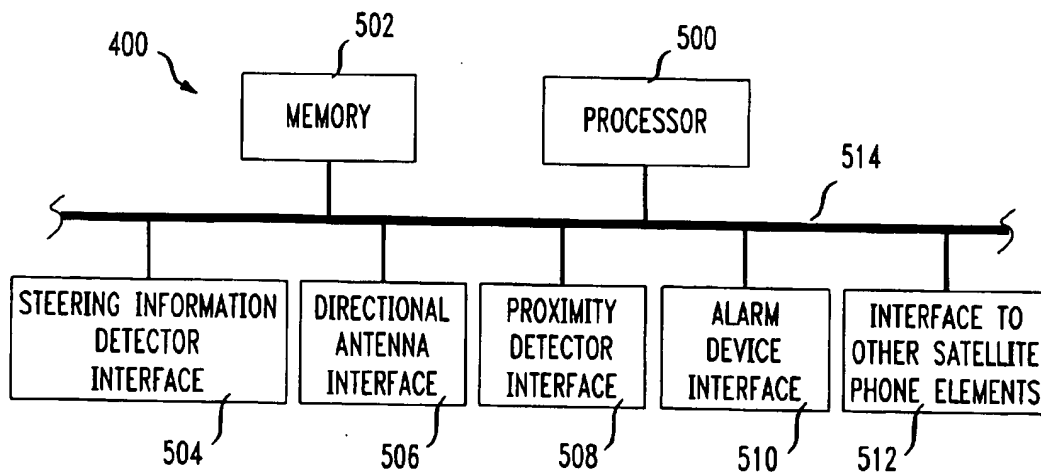 400
502
500
MEMORY
PROCESSOR
514
STEERING INFORMATION
DETECTOR
INTERFACE
DIRECTIONAL
ANTENNA
INTERFACE
PROXIMITY
DETECTOR
INTERFACE
ALARM
DEVICE
INTERFACE
INTERFACE TO
OTHER SATELLITE
PHONE ELEMENTS
504
506
508
510
512